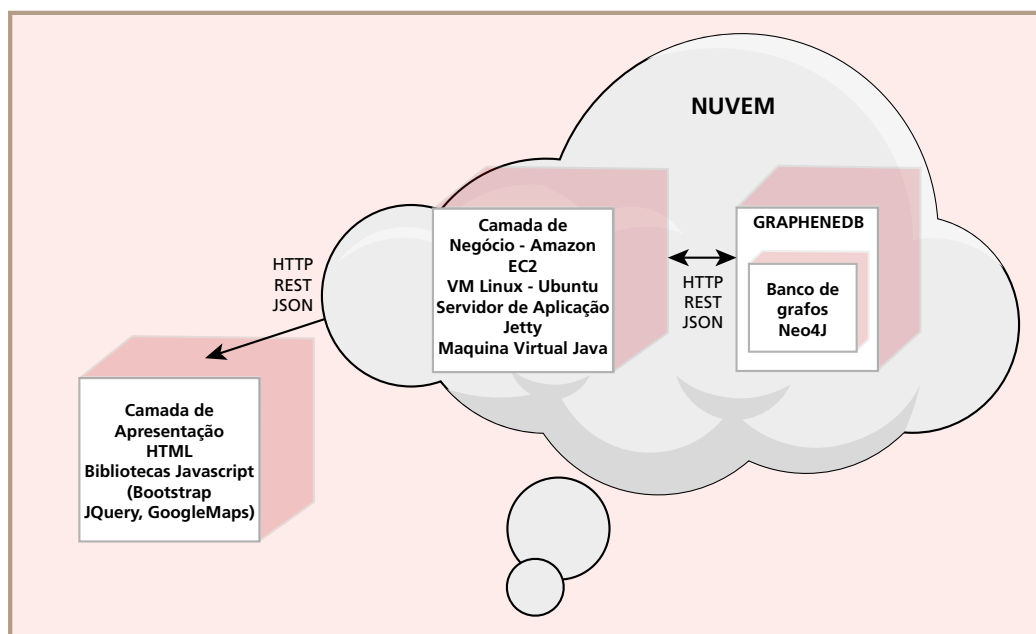 NUVEM
Camada de
Negócio - Amazon
EC2
VM Linux - Ubuntu
Servidor de Aplicação
Jetty
Maquina Virtual Java
HTTP
REST
JSON
GRAPHENEDB
Banco de
grafos
Neo4J
HTTP
REST
JSON
Camada de
Apresentação
HTML
Bibliotecas Javascript
(Bootstrap
JQuery, GoogleMaps)